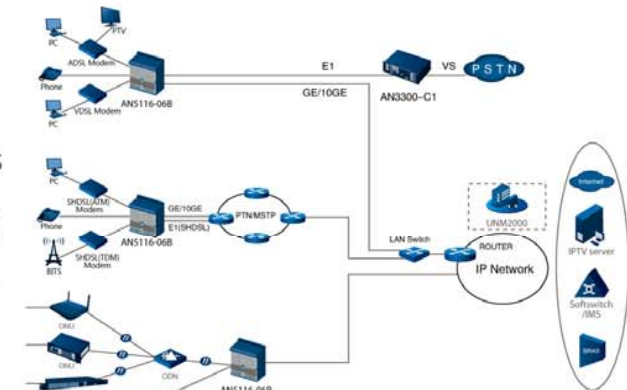 PTV
PC
ADSL Modem
E1
VS
PSTN
Phone
GE/10GE
AN3300-C1
VDSL Modem
AN5116-06B
PC
PC
SHDSL(ATM)
Modem
GE/10GE
PTN/MSTP
Internet
UNM2000
Phone
E1(SHDSL)
LAN Switch
ROUTER
IPTV server
AN5116-06B
BITS
SHDSL(TDM)
Modem
IP Network
Softswitch
/IMS
ONU
ONU
ODN
BRAS
AN5116-06B